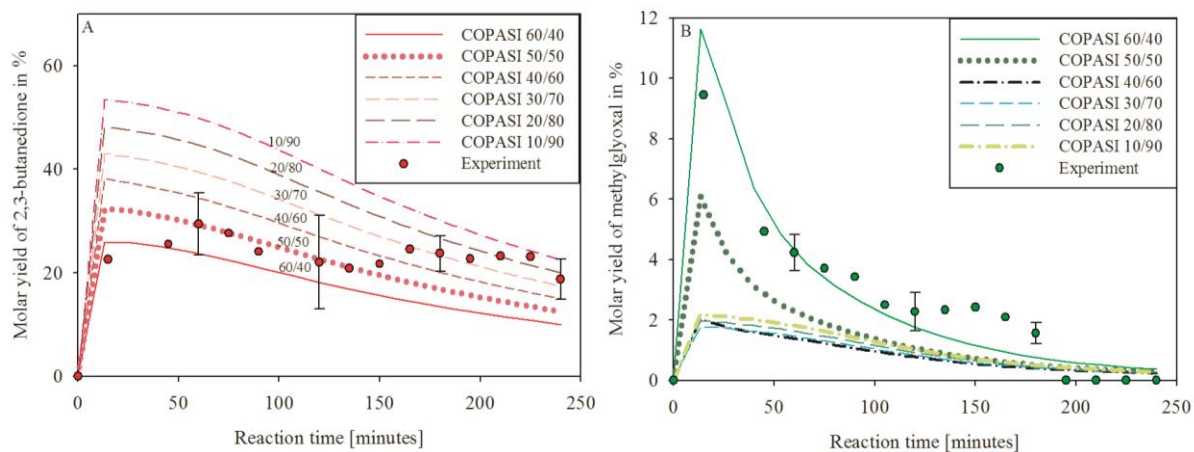 A
Molar yield of 2,3-butanedione in %
60
40
20
0
0
50
100
150
200
250
Reaction time [minutes]
COPASI 60/40
COPASI 50/50
COPASI 40/60
COPASI 30/70
COPASI 20/80
COPASI 10/90
Experiment
10/90
20/80
30/70
40/60
50/50
60/40
B
Molar yield of methylglyoxal in %
12
10
8
6
4
2
0
0
50
100
150
200
250
Reaction time [minutes]
COPASI 60/40
COPASI 50/50
COPASI 40/60
COPASI 30/70
COPASI 20/80
COPASI 10/90
Experiment